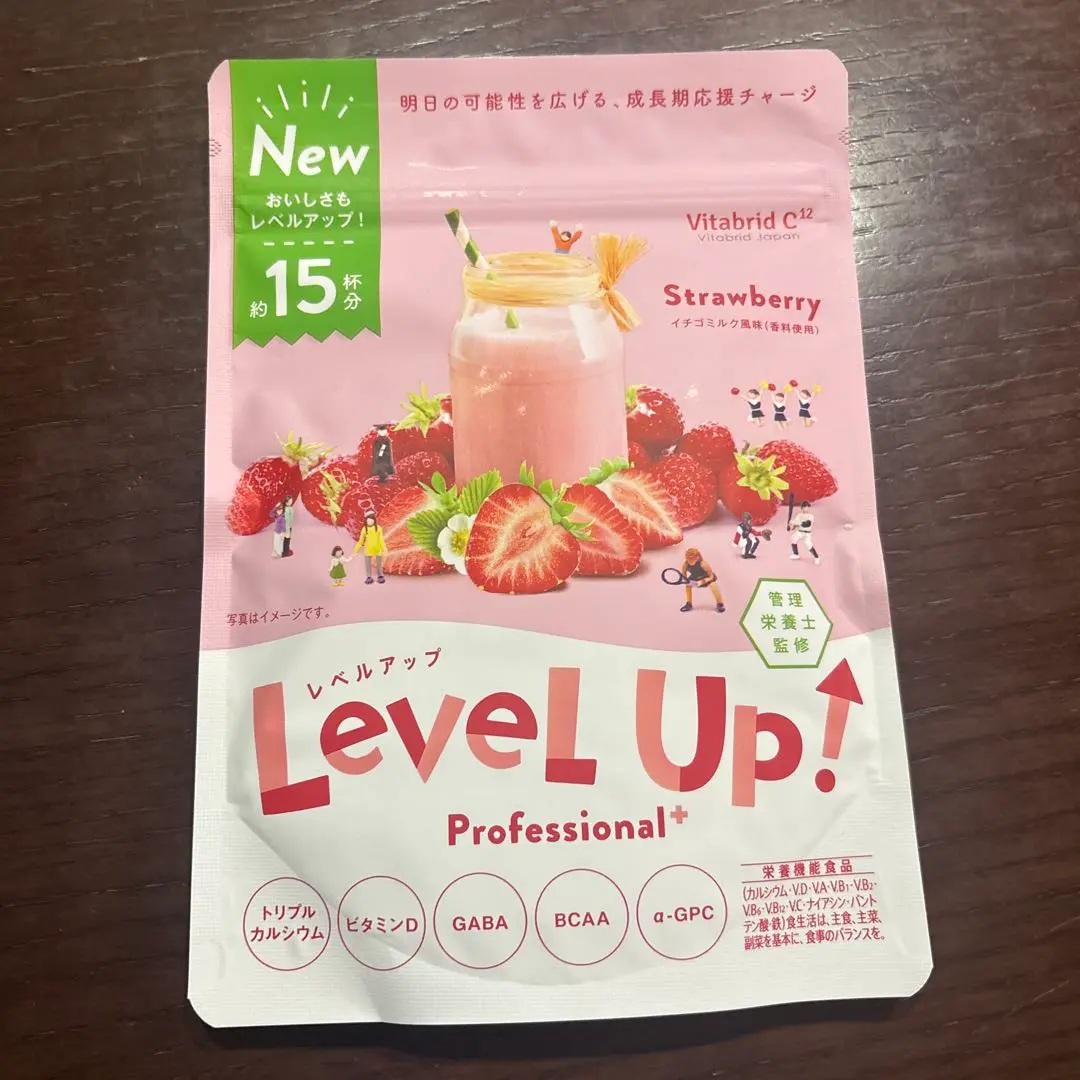 明日の可能性を広げる、成長期応援チャージ
New
おいしさも
レベルアップ!
約15杯分
Vitabrid C12
Vitabrid Japan
Strawberry
イチゴミルク風味(香料使用)
写真はイメージです。
管理
栄養士
監修
レベルアップ
LeveL Up!
Professional+
トリプル
カルシウム
ビタミンD
GABA
BCAA
α-GPC
栄養機能食品
(カルシウム・V.D・V.A・V.B1・V.B2・
V.B6・V.B12・V.C・ナイアシン・パント
テン酸・鉄)食生活は、主食、主菜、
副菜を基本に、食事のバランスを。